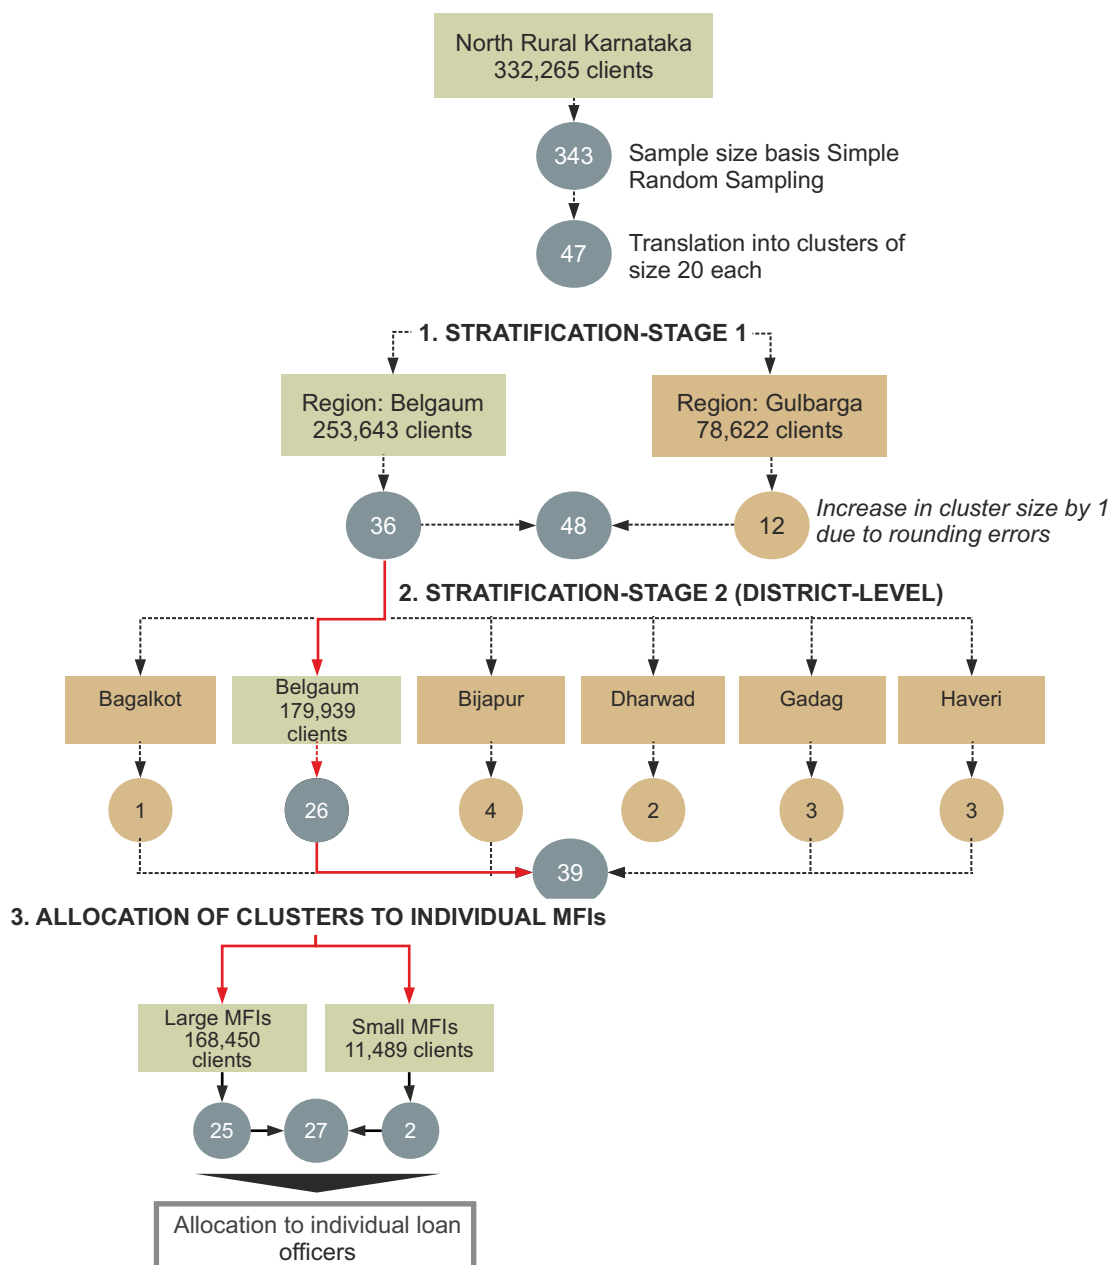 North Rural Karnataka
332,265 clients
343
Sample size basis Simple
Random Sampling
47
Translation into clusters of
size 20 each
1. STRATIFICATION-STAGE 1
Region: Belgaum
253,643 clients
Region: Gulbarga
78,622 clients
36
48
12
Increase in cluster size by 1
due to rounding errors
2. STRATIFICATION-STAGE 2 (DISTRICT-LEVEL)
Bagalkot
Belgaum
179,939
clients
Bijapur
Dharwad
Gadag
Haveri
1
26
4
2
3
3
39
3. ALLOCATION OF CLUSTERS TO INDIVIDUAL MFIs
Large MFIs
168,450
clients
Small MFIs
11,489 clients
25
27
2
Allocation to individual loan
officers